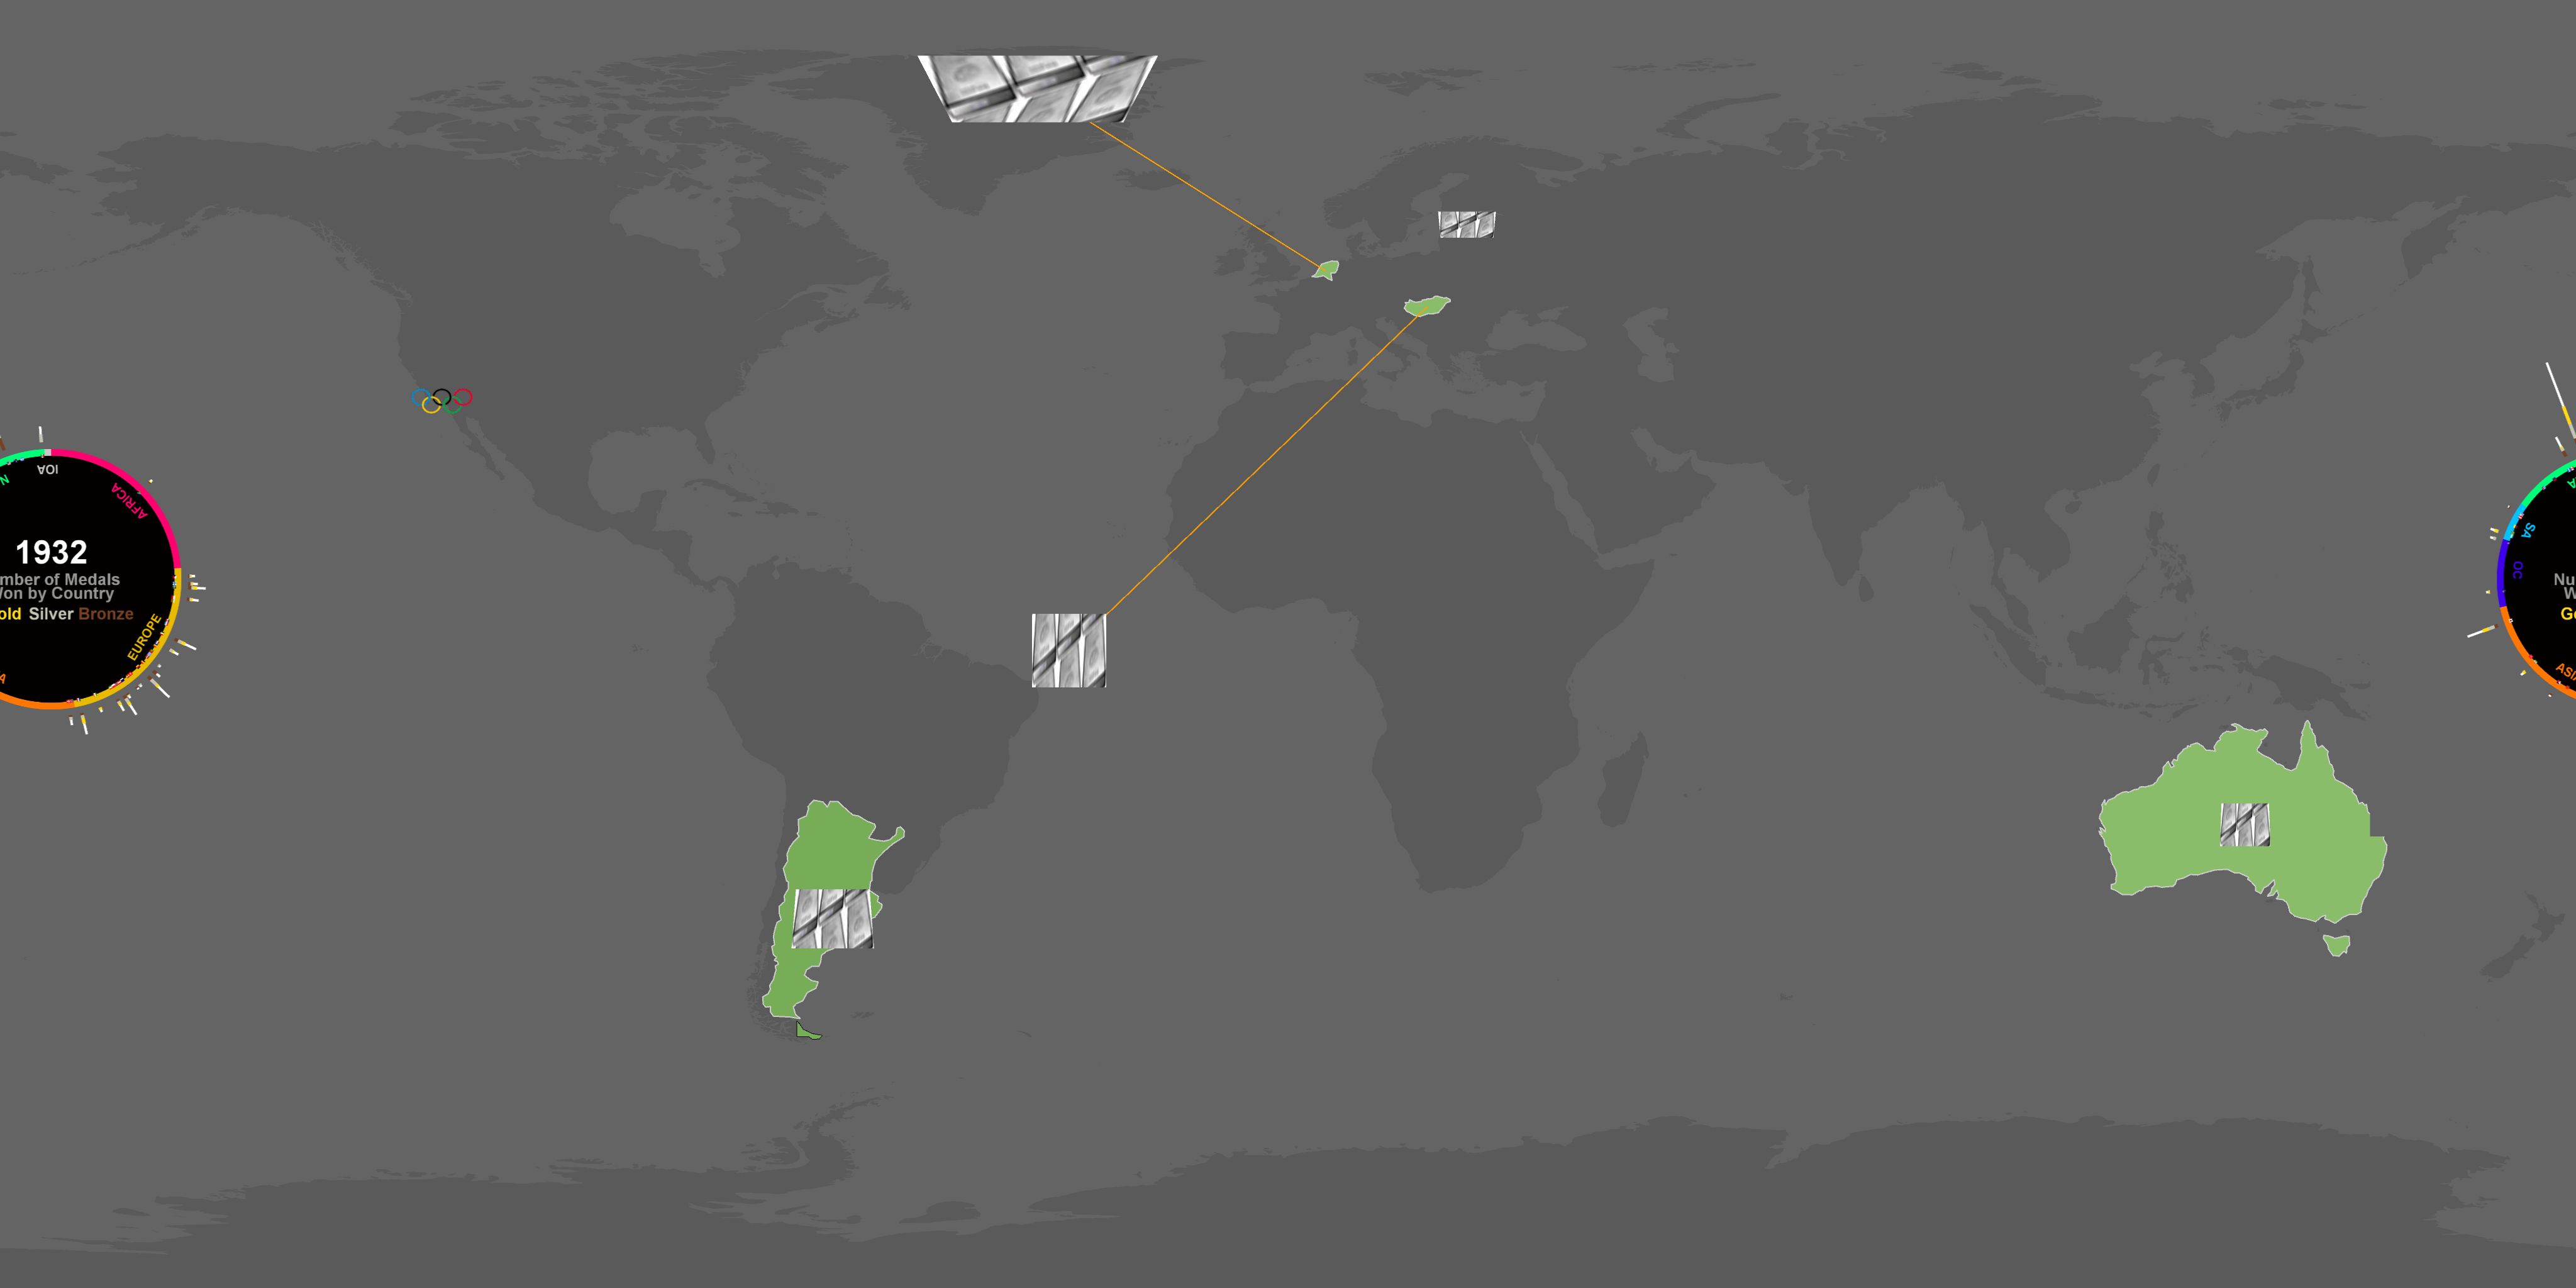 IOA
AFRICA
N
1932
mber of Medals
Von by Country
old Silver Bronze
EUROPE
A
A
SA
OC
Nu
W
Go
ASI